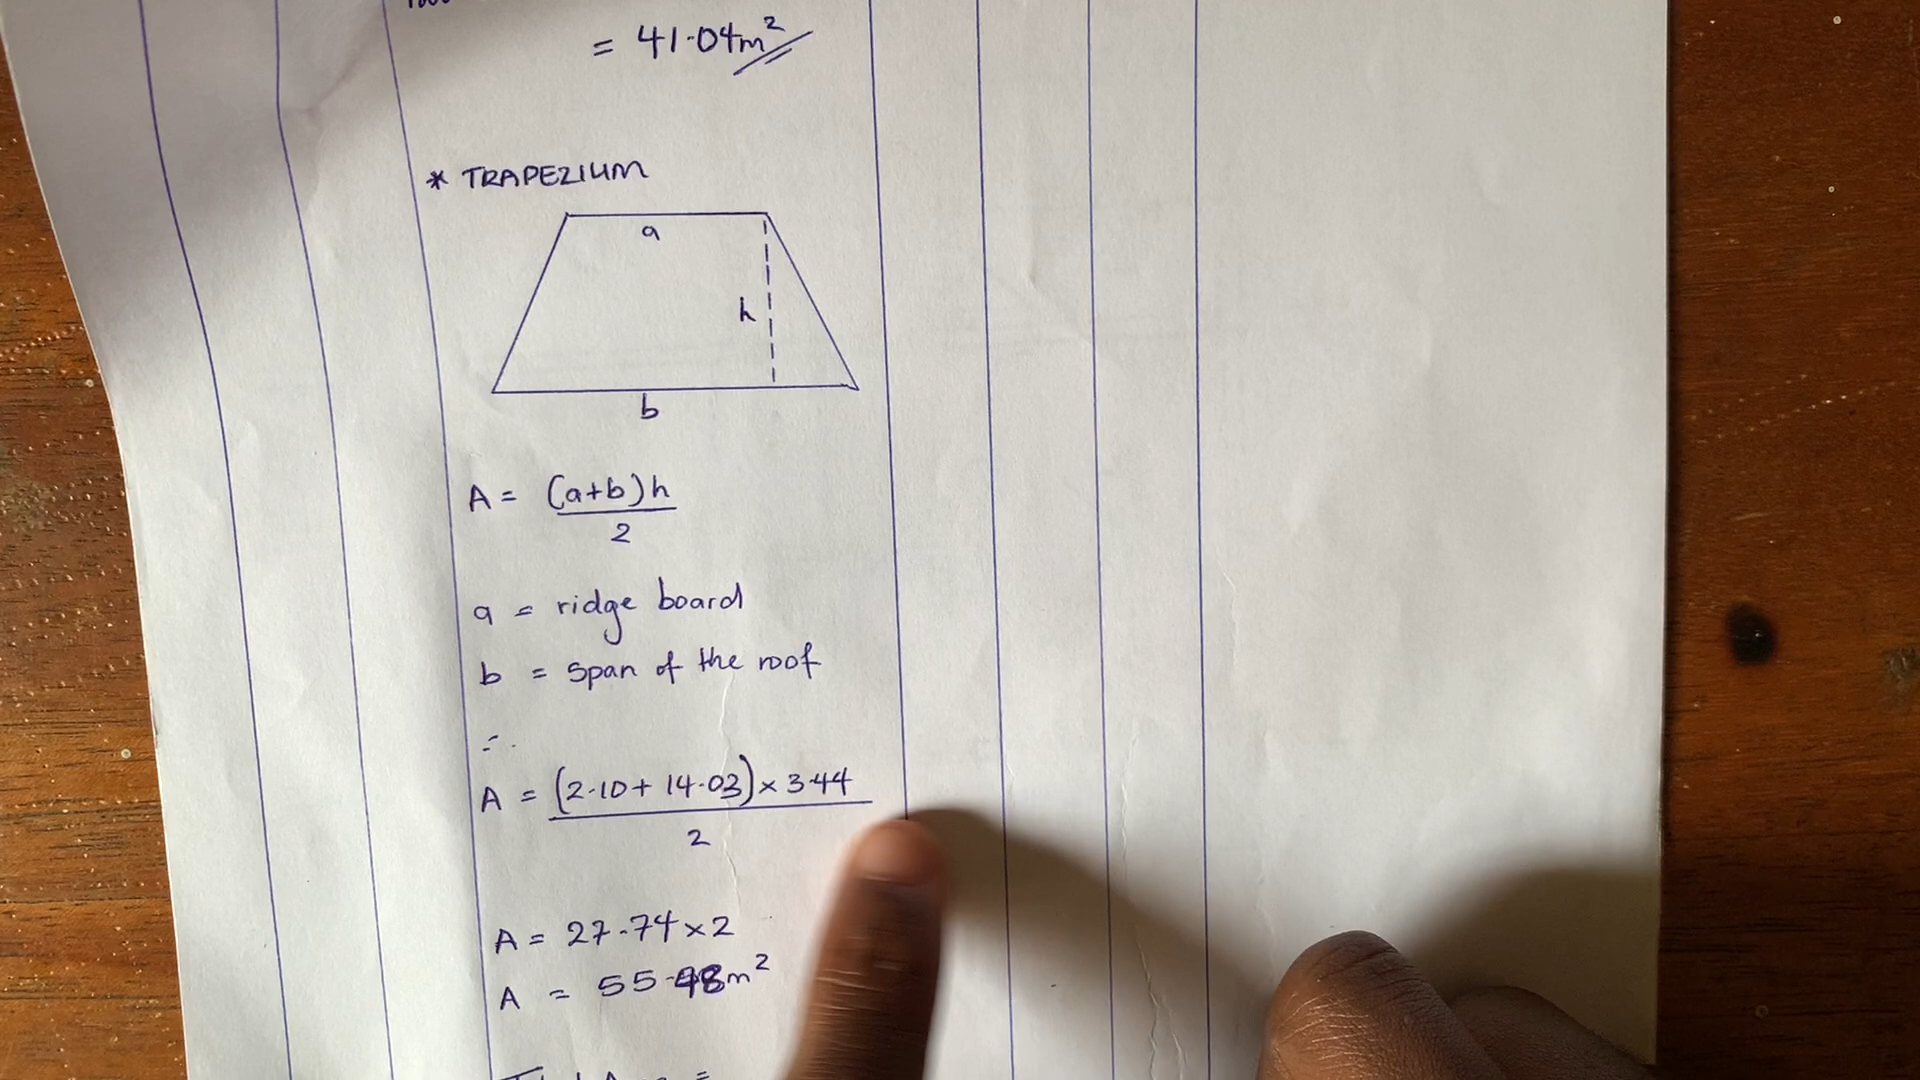 = 41.04m²
* TRAPEZIUM
a
h
b
A = (a+b)h
2
a = ridge board
b = span of the roof
∴
A = (2.10 + 14.03) × 3.44
2
A = 27.74 × 2
A = 55.48m²